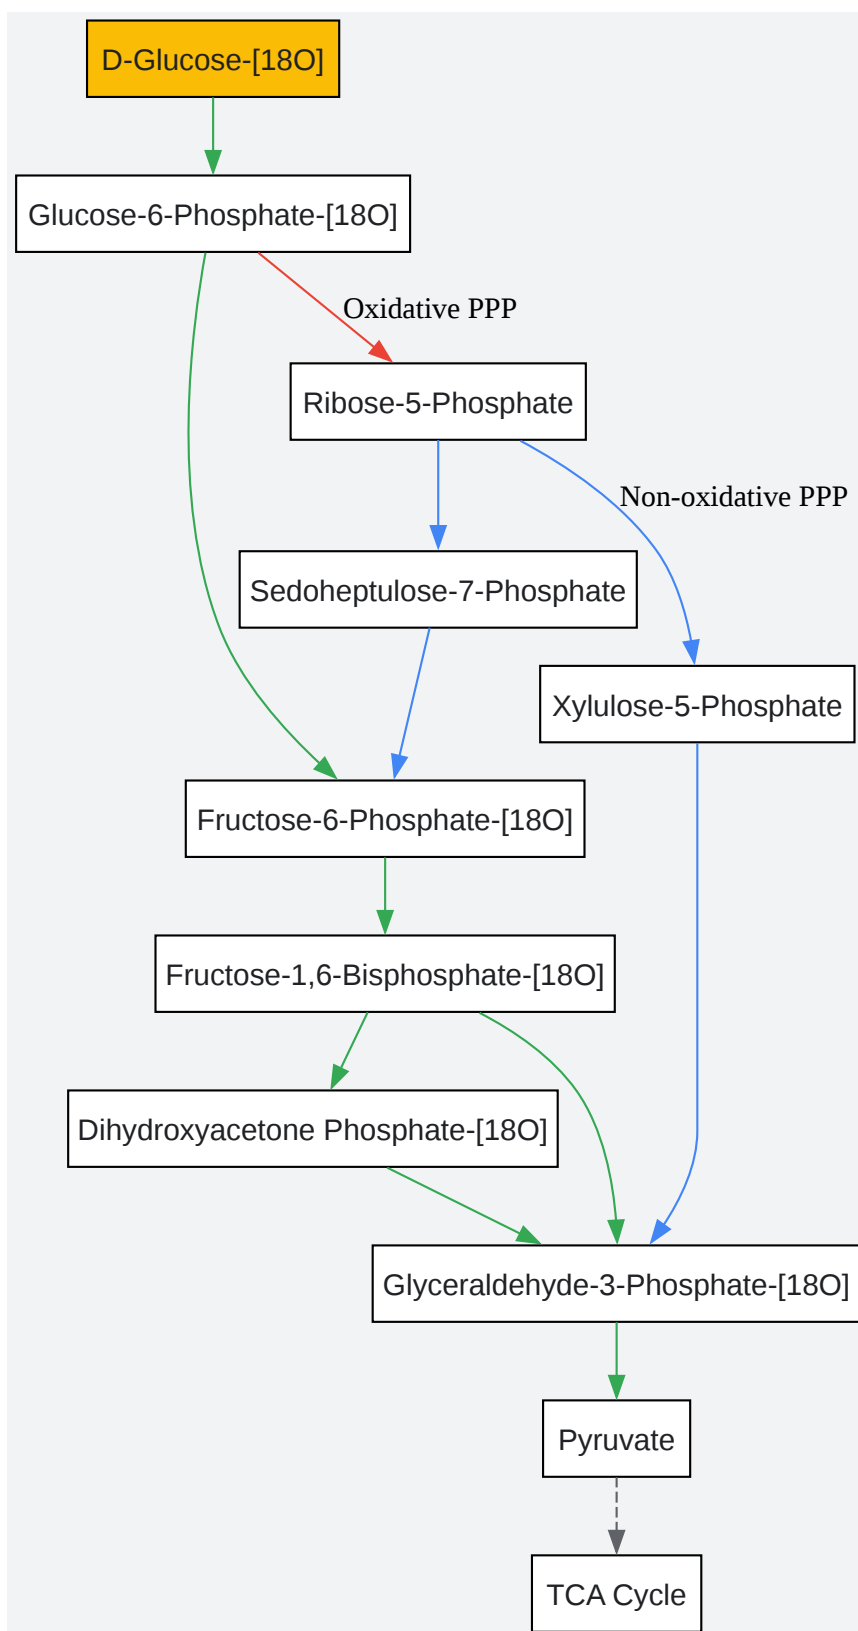 D-Glucose-[18O]
Glucose-6-Phosphate-[18O]
Oxidative PPP
Ribose-5-Phosphate
Non-oxidative PPP
Sedoheptulose-7-Phosphate
Xylulose-5-Phosphate
Fructose-6-Phosphate-[18O]
Fructose-1,6-Bisphosphate-[18O]
Dihydroxyacetone Phosphate-[18O]
Glyceraldehyde-3-Phosphate-[18O]
Pyruvate
TCA Cycle